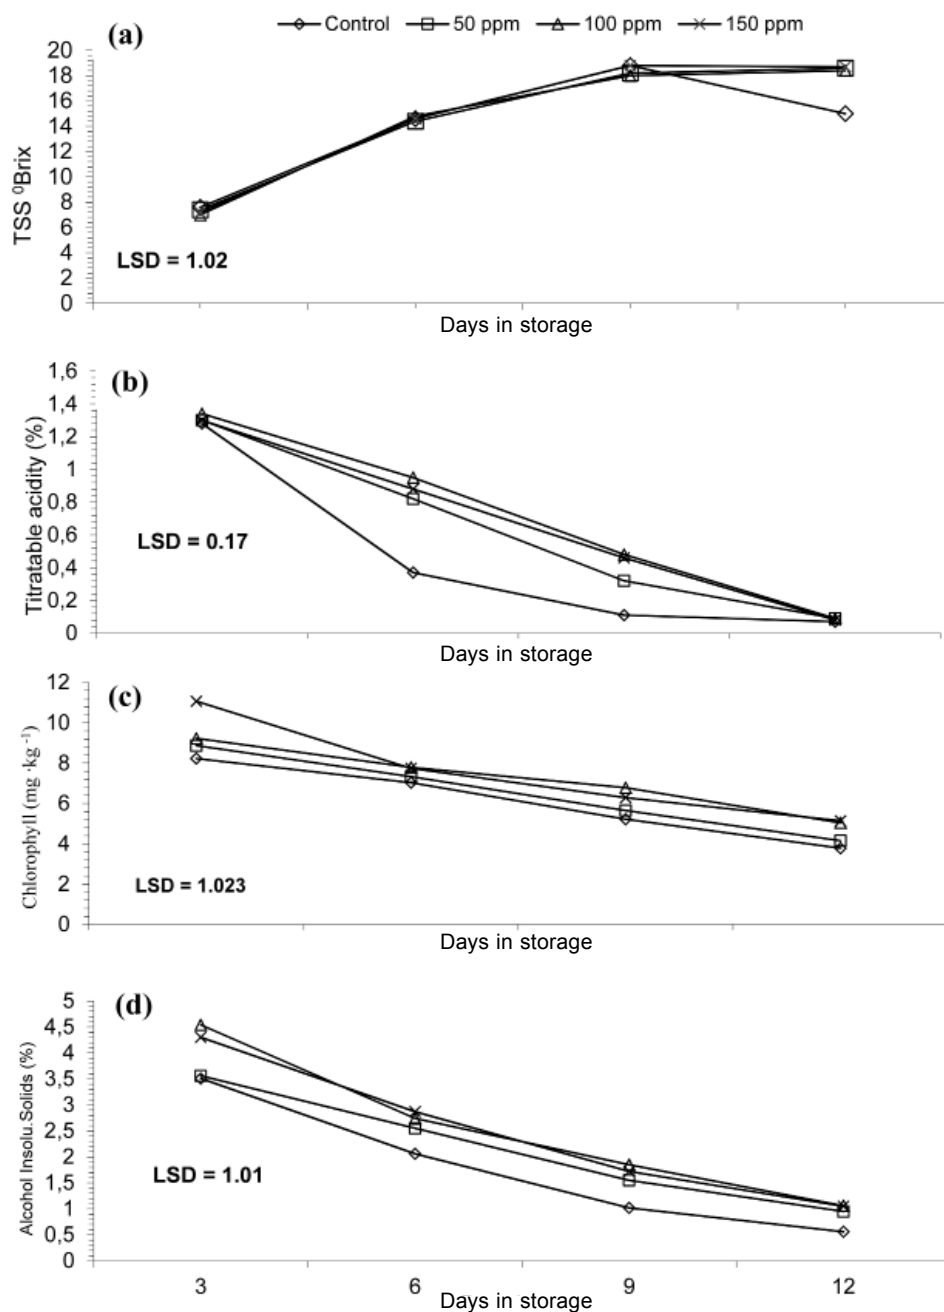 Control 50 ppm 100 ppm 150 ppm
(a)
20
18
16
14
12
10
8
6
4
2
0
TSS ⁰Brix
LSD = 1.02
Days in storage
(b)
1,6
1,4
1,2
1
0,8
0,6
0,4
0,2
0
Titratable acidity (%)
LSD = 0.17
Days in storage
(c)
12
10
8
6
4
2
0
Chlorophyll (mg ·kg⁻¹)
LSD = 1.023
Days in storage
(d)
5
4,5
4
3,5
3
2,5
2
1,5
1
0,5
0
Alcohol Insolu.Solids (%)
LSD = 1.01
3 6 9 12
Days in storage